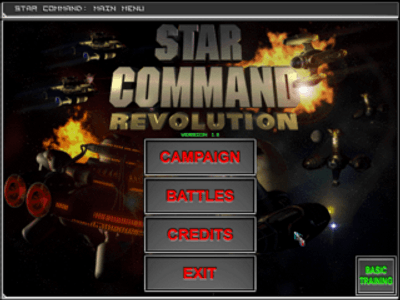 STAR COMMAND: MAIN MENU
STAR
COMMAND
REVOLUTION
CAMPAIGN
BATTLES
CREDITS
EXIT
BASIC
TRAINING